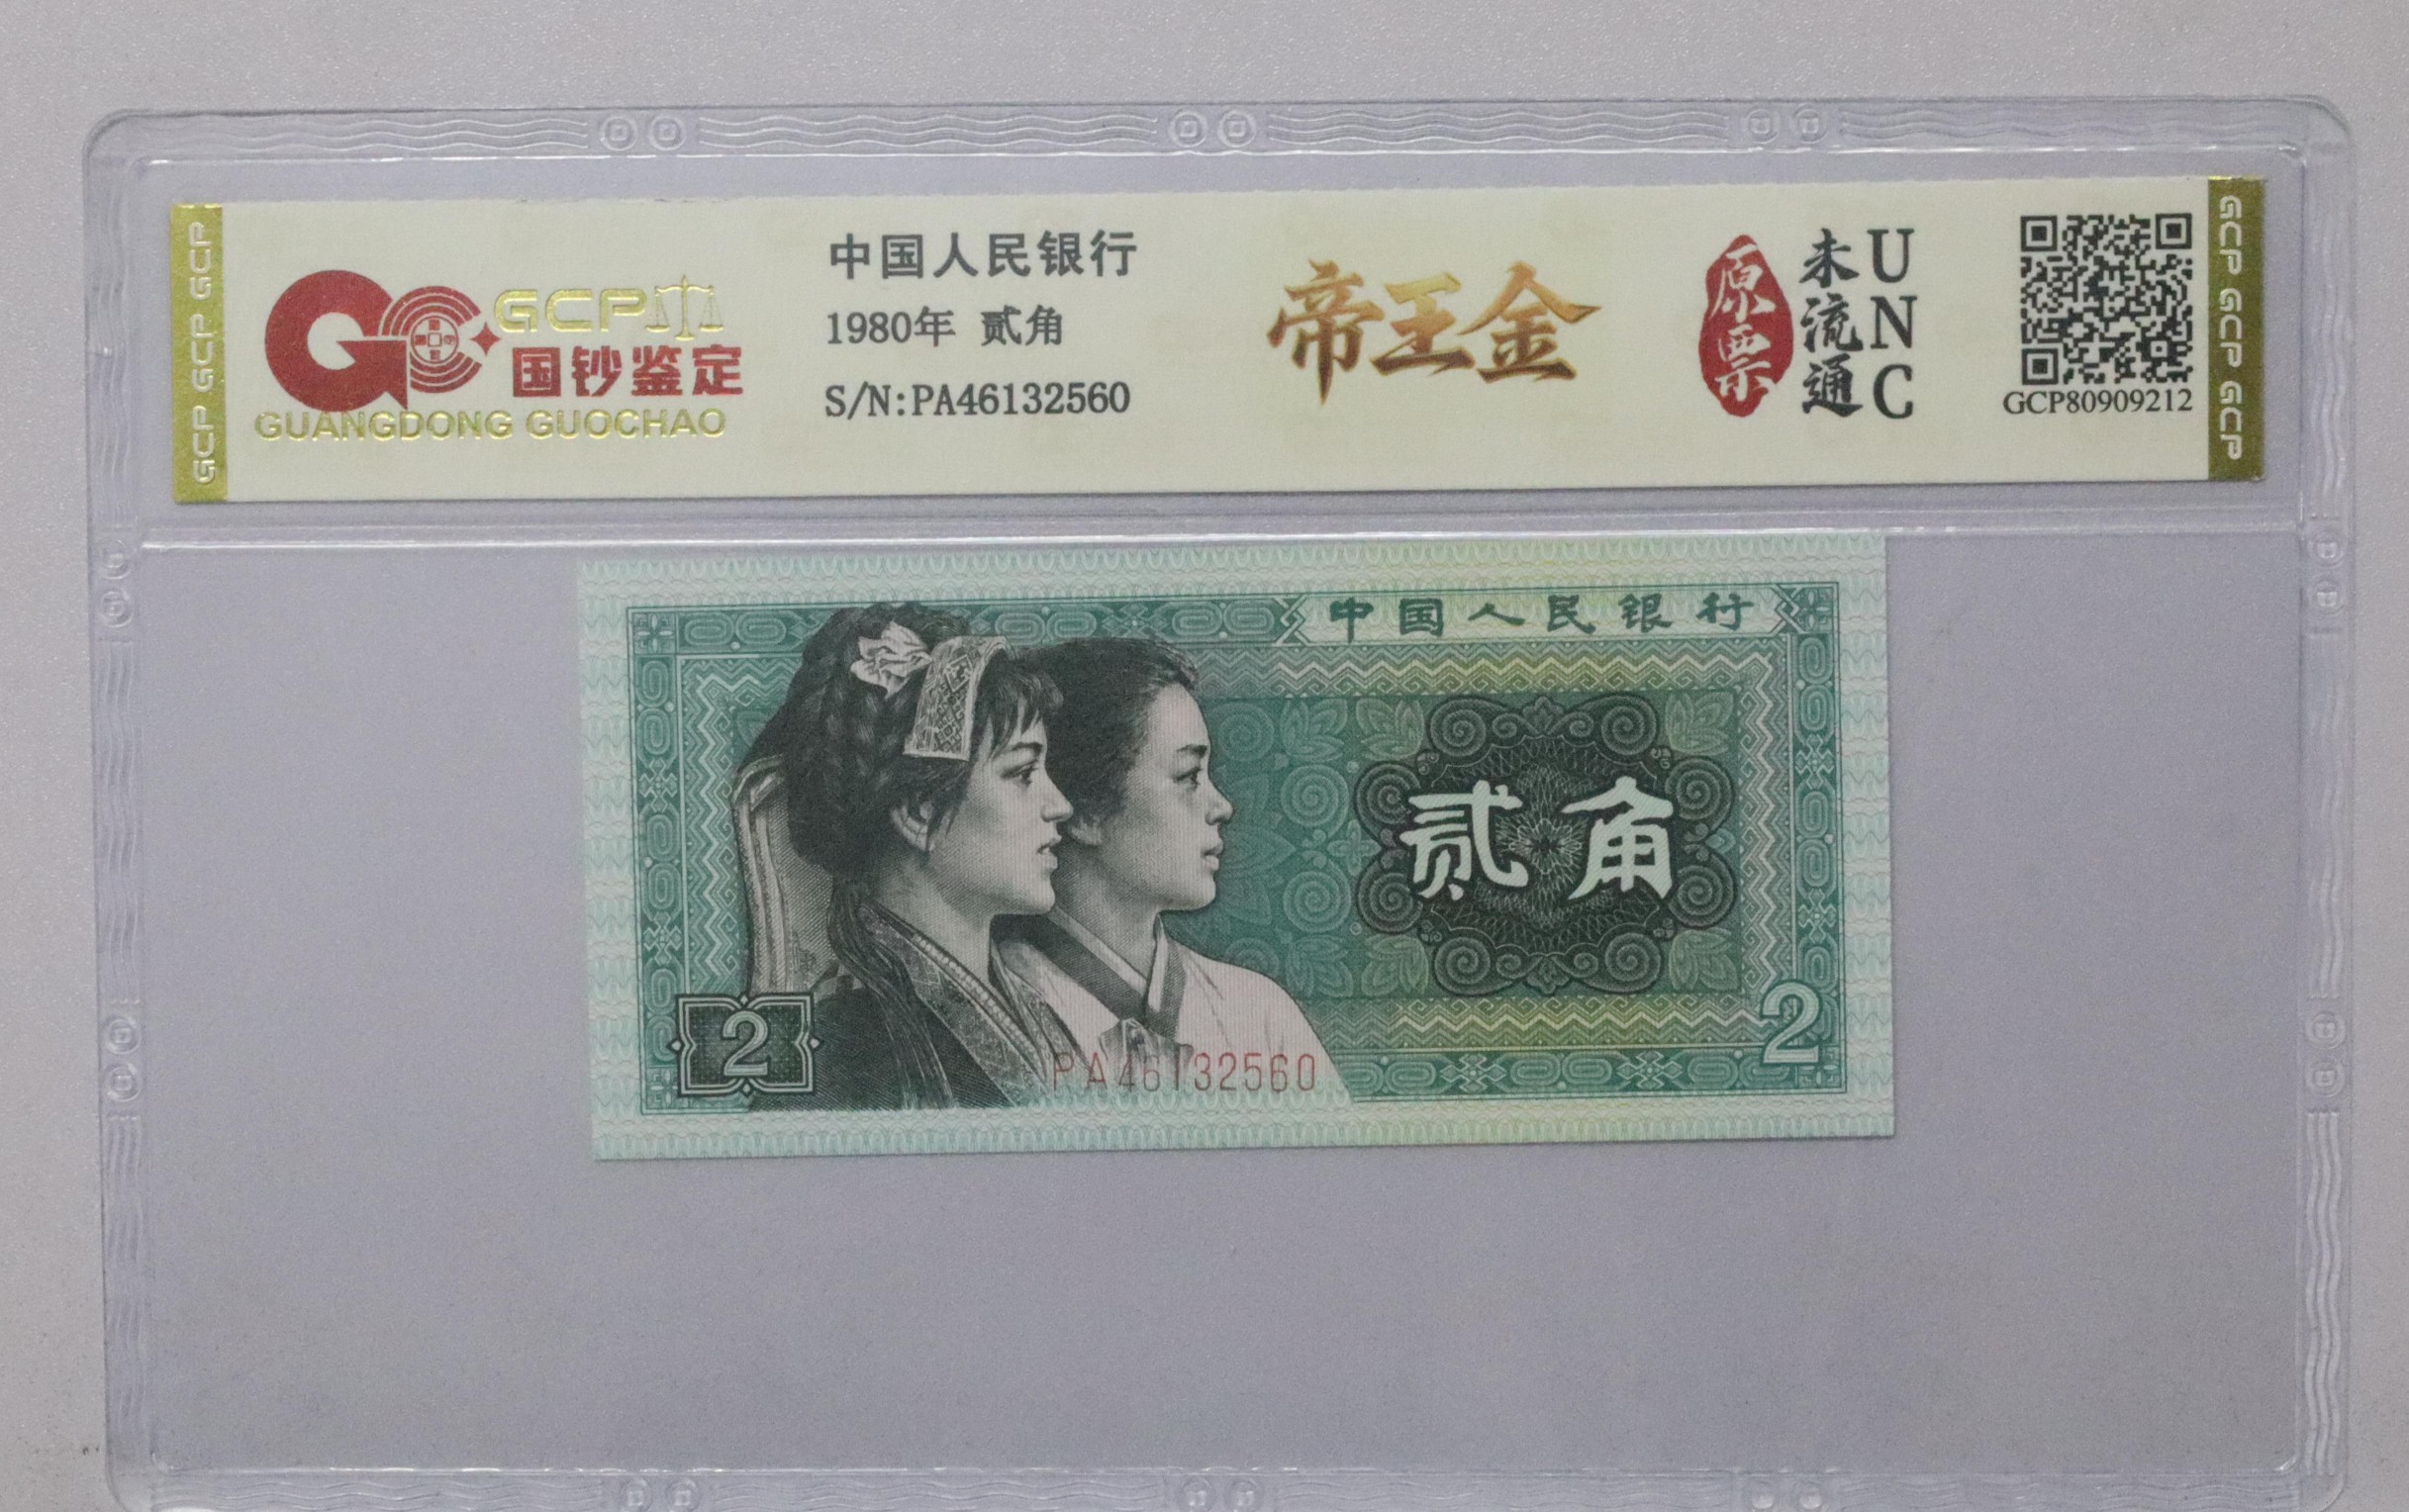 GCP GCP GCP
GCP
国钞鉴定
GUANGDONG GUOCHAO
中国人民银行
1980年 贰角
S/N:PA46132560
帝王金
原票
未流通
UNC
GCP80909212
GCP GCP GCP
中国人民银行
贰角
2
2
PA46132560